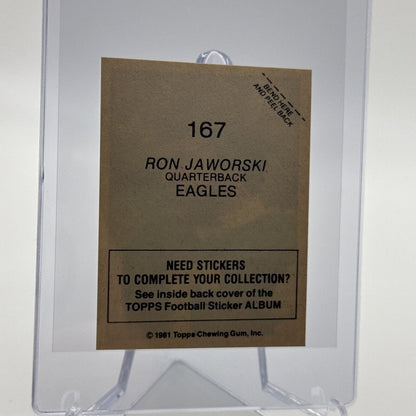 BEND HERE
AND PEEL BACK
167
RON JAWORSKI
QUARTERBACK
EAGLES
NEED STICKERS
TO COMPLETE YOUR COLLECTION?
See inside back cover of the
TOPPS Football Sticker ALBUM
© 1981 Topps Chewing Gum, Inc.